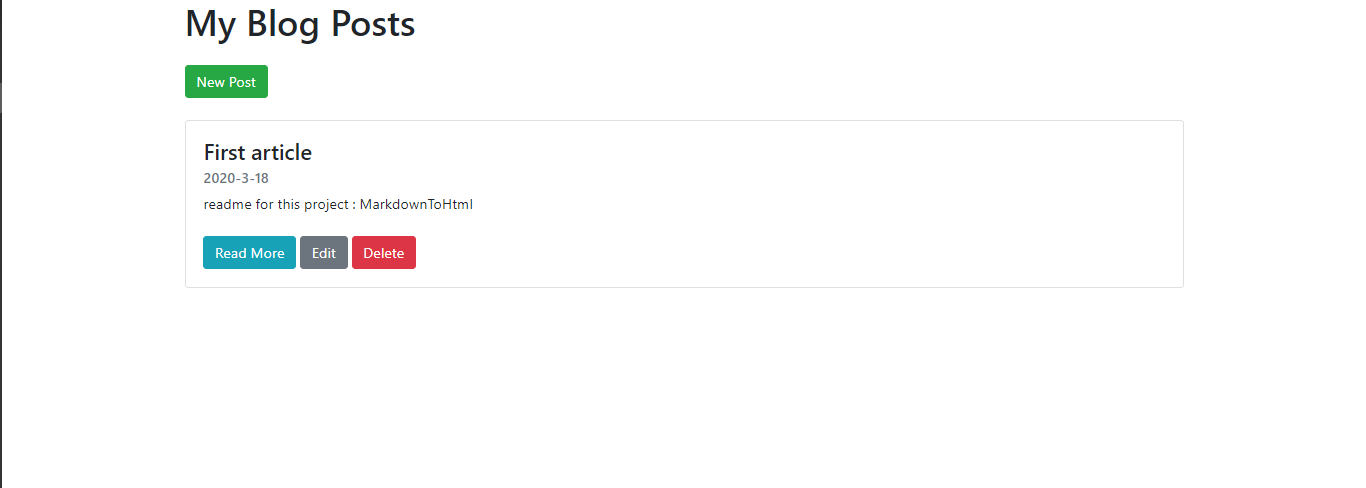 My Blog Posts
New Post
First article
2020-3-18
readme for this project : MarkdownToHtml
Read More Edit Delete